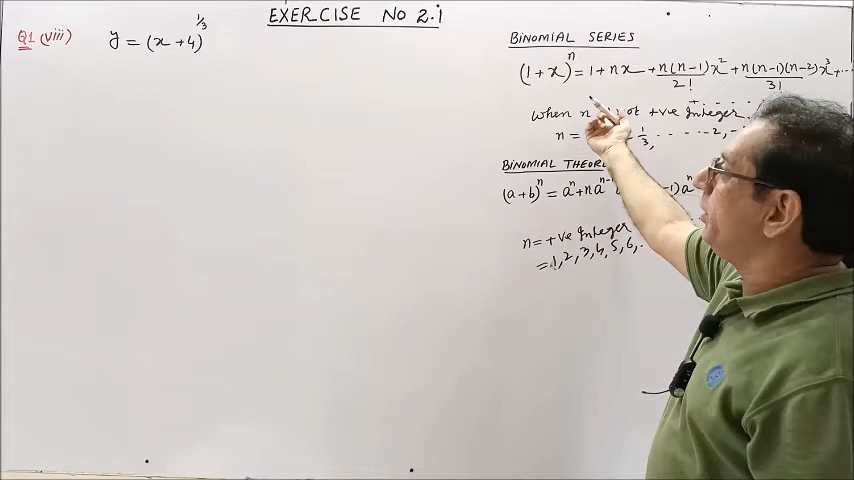 EXERCISE NO 2.1
Q1 (viii) y = (x + 4)^{1/3}
BINOMIAL SERIES
(1 + x)^n = 1 + nx + n(n-1)/2! x^2 + n(n-1)(n-2)/3! x^3 + ...
+ - - - -
When n +ve Integer.
n = 1/3, - - - - -2, -
BINOMIAL
(a + b)^n = a^n + na^{n-1} -1) a^n
n = +ve Integer
= 1, 2, 3, 4, 5, 6, .